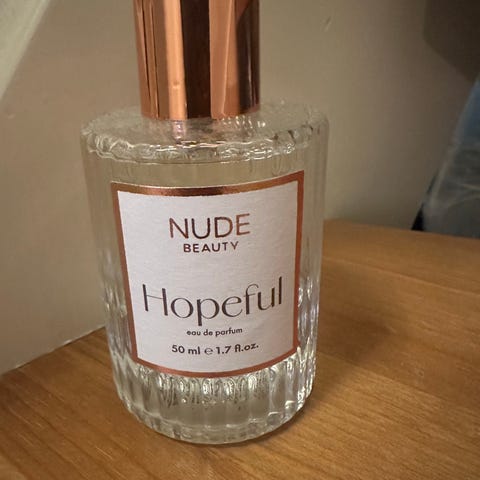 NUDE
BEAUTY
Hopeful
eau de parfum
50 ml ℮ 1.7 fl.oz.